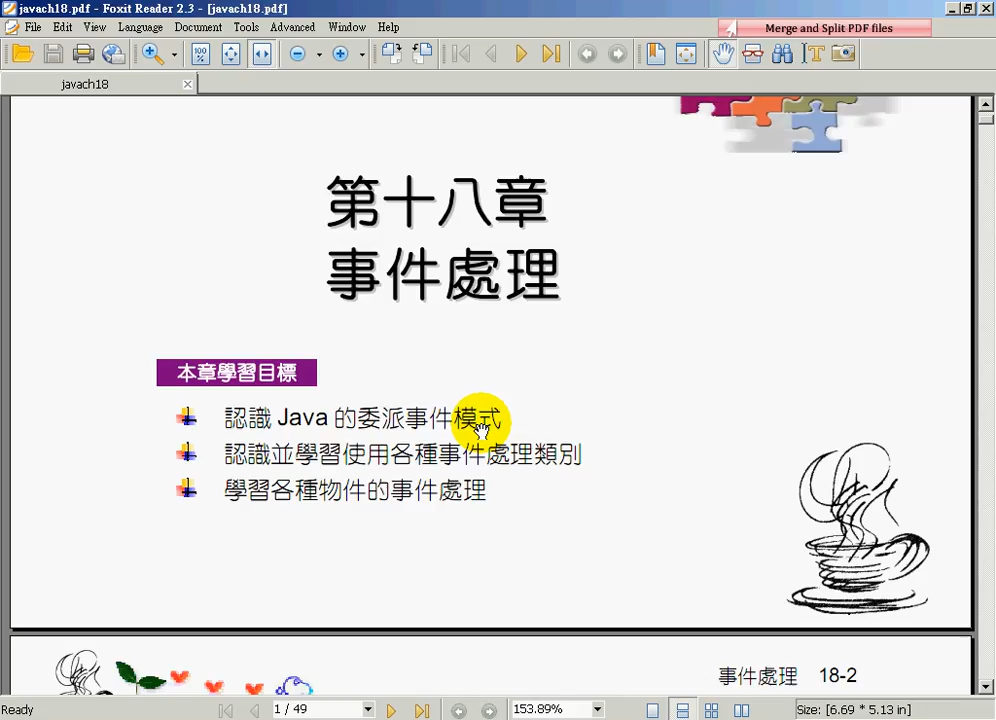 javach18.pdf - Foxit Reader 2.3 - [javach18.pdf]
File Edit View Language Document Tools Advanced Window Help
Merge and Split PDF files
100 %
javach18
第十八章
事件處理
本章學習目標
認識 Java 的委派事件模式
認識並學習使用各種事件處理類別
學習各種物件的事件處理
事件處理 18-2
Ready
1 / 49
153.89%
Size: [6.69 * 5.13 in]